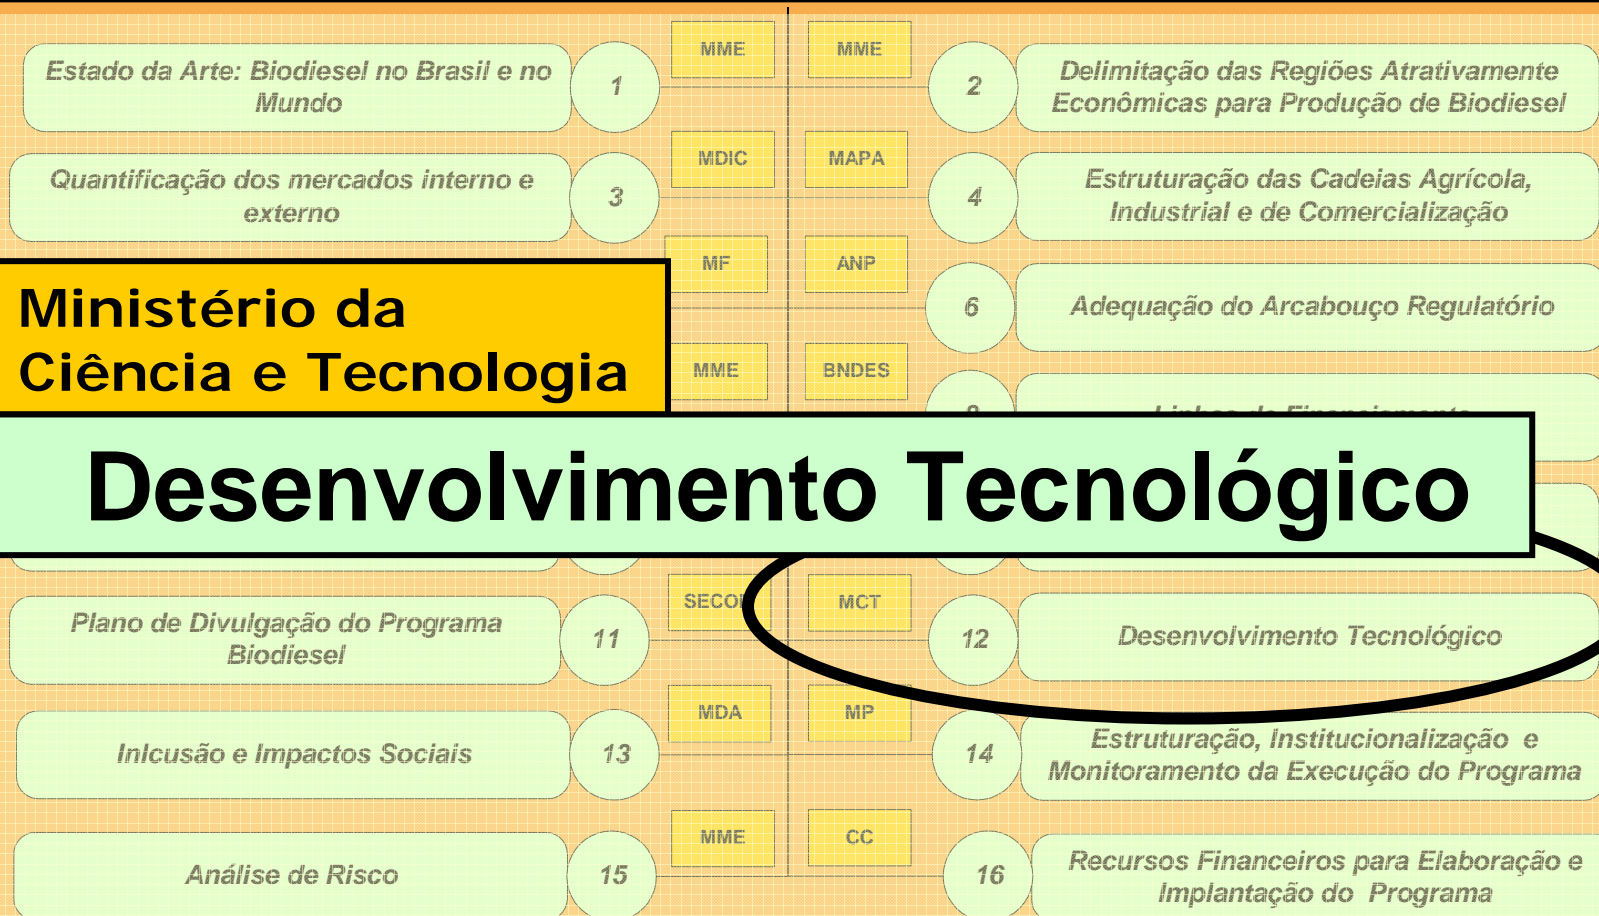 MME
MME
Estado da Arte: Biodiesel no Brasil e no
Mundo
1
2
Delimitação das Regiões Atrativamente
Econômicas para Produção de Biodiesel
MDIC
MAPA
Quantificação dos mercados interno e
externo
3
4
Estruturação das Cadeias Agrícola,
Industrial e de Comercialização
MF
ANP
6
Adequação do Arcabouço Regulatório
Ministério da
Ciência e Tecnologia
MME
BNDES
Desenvolvimento Tecnológico
MCT
Plano de Divulgação do Programa
Biodiesel
11
12
Desenvolvimento Tecnológico
MDA
MP
InIcusão e Impactos Sociais
13
14
Estruturação, Institucionalização e
Monitoramento da Execução do Programa
MME
CC
Análise de Risco
15
16
Recursos Financeiros para Elaboração e
Implantação do Programa